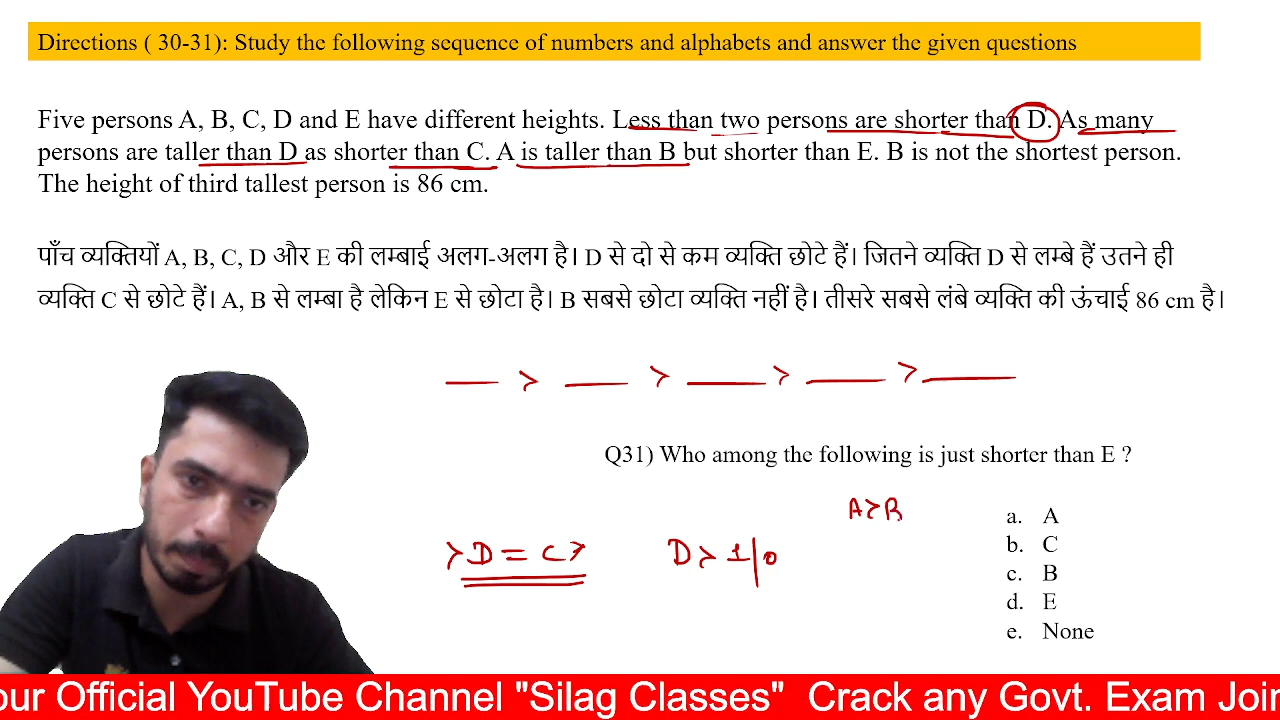 Directions ( 30-31): Study the following sequence of numbers and alphabets and answer the given questions
Five persons A, B, C, D and E have different heights. Less than two persons are shorter than D. As many
persons are taller than D as shorter than C. A is taller than B but shorter than E. B is not the shortest person.
The height of third tallest person is 86 cm.
पाँच व्यक्तियों A, B, C, D और E की लम्बाई अलग-अलग है। D से दो से कम व्यक्ति छोटे हैं। जितने व्यक्ति D से लम्बे हैं उतने ही
व्यक्ति C से छोटे हैं। A, B से लम्बा है लेकिन E से छोटा है। B सबसे छोटा व्यक्ति नहीं है। तीसरे सबसे लंबे व्यक्ति की ऊंचाई 86 cm है।
— > — > — > — > —
Q31) Who among the following is just shorter than E ?
A>B
a. A
b. C
>D = C>
D> 1/0
c. B
d. E
e. None
our Official YouTube Channel "Silag Classes" Crack any Govt. Exam Join